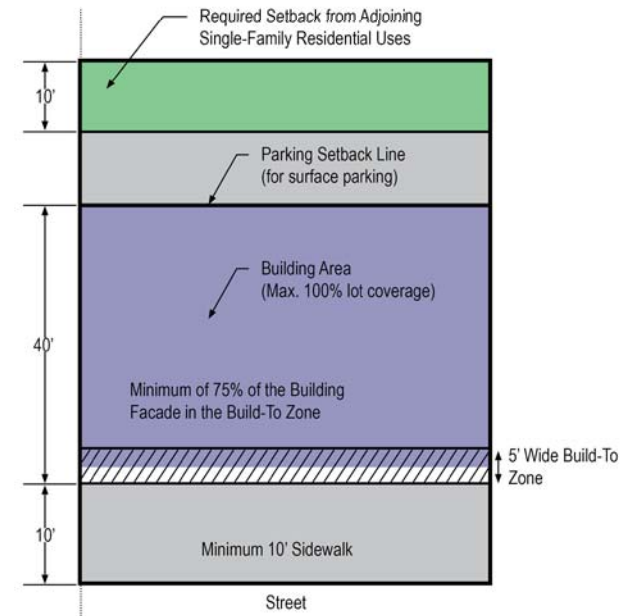 Required Setback from Adjoining
Single-Family Residential Uses
10’
Parking Setback Line
(for surface parking)
Building Area
(Max. 100% lot coverage)
40’
Minimum of 75% of the Building
Facade in the Build-To Zone
5’ Wide Build-To
Zone
10’
Minimum 10’ Sidewalk
Street